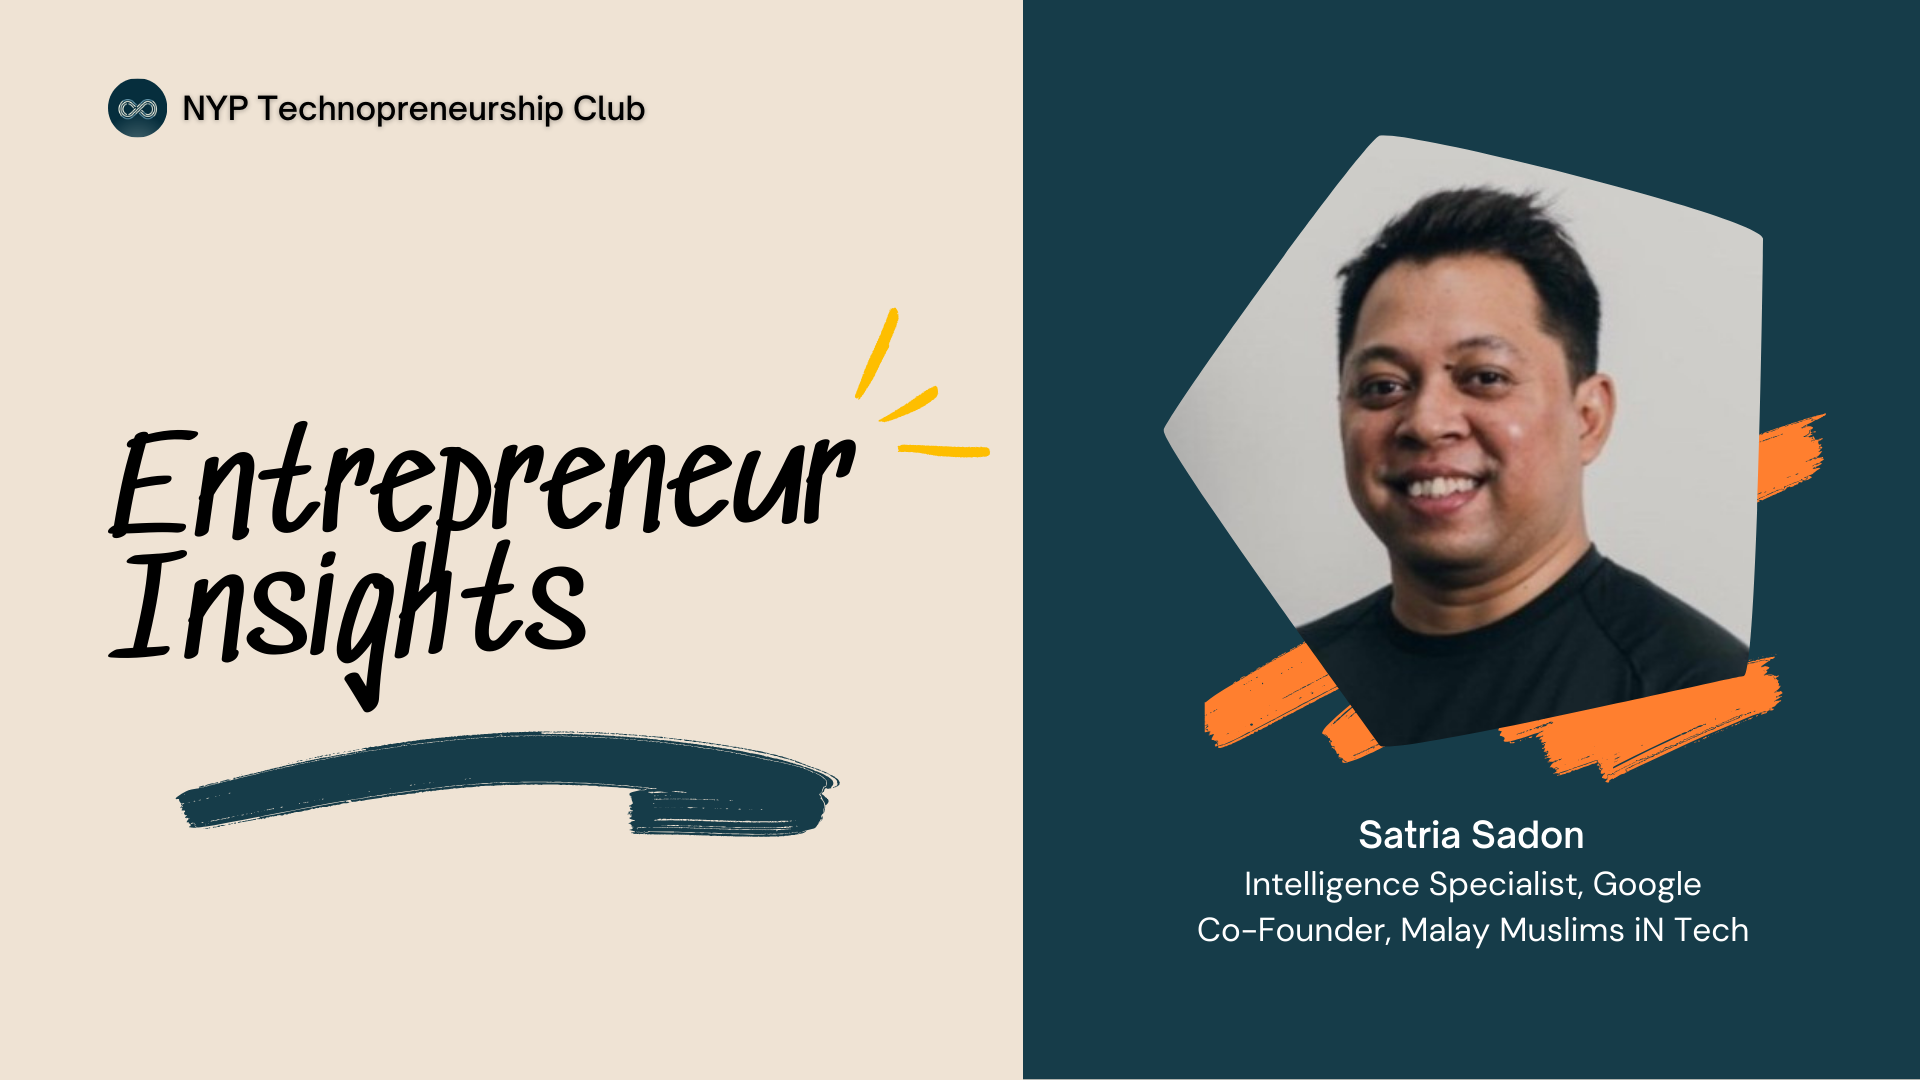 NYP Technopreneurship Club
Entrepreneur
Insights
Satria Sadon
Intelligence Specialist, Google
Co-Founder, Malay Muslims iN Tech